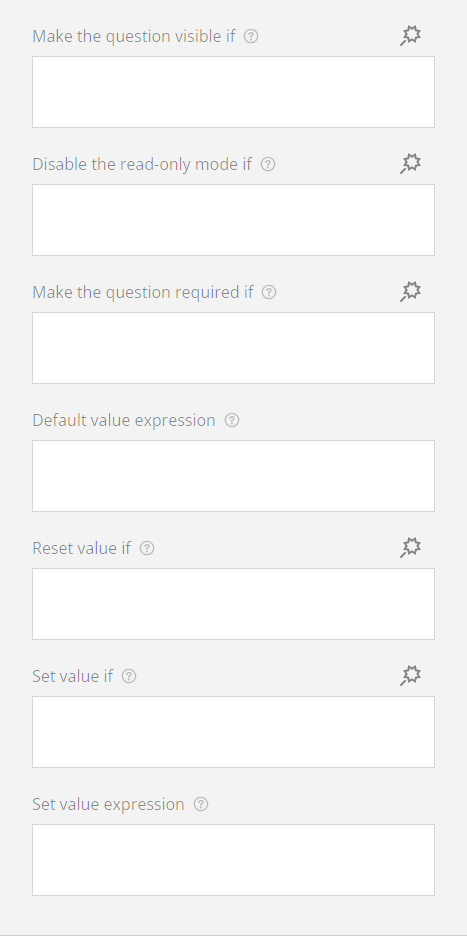 Make the question visible if
Disable the read-only mode if
Make the question required if
Default value expression
Reset value if
Set value if
Set value expression